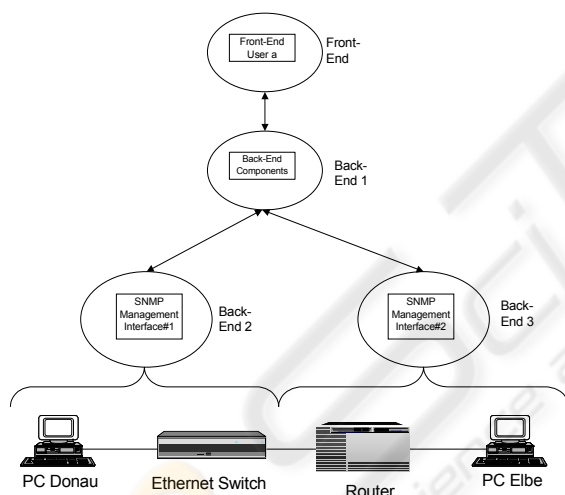 Front-End
User a
Front-
End
Back-End
Components
Back-
End 1
SNMP
Management
Interface#1
Back-
End 2
SNMP
Management
Interface#2
Back-
End 3
PC Donau
Ethernet Switch
Router
PC Elbe